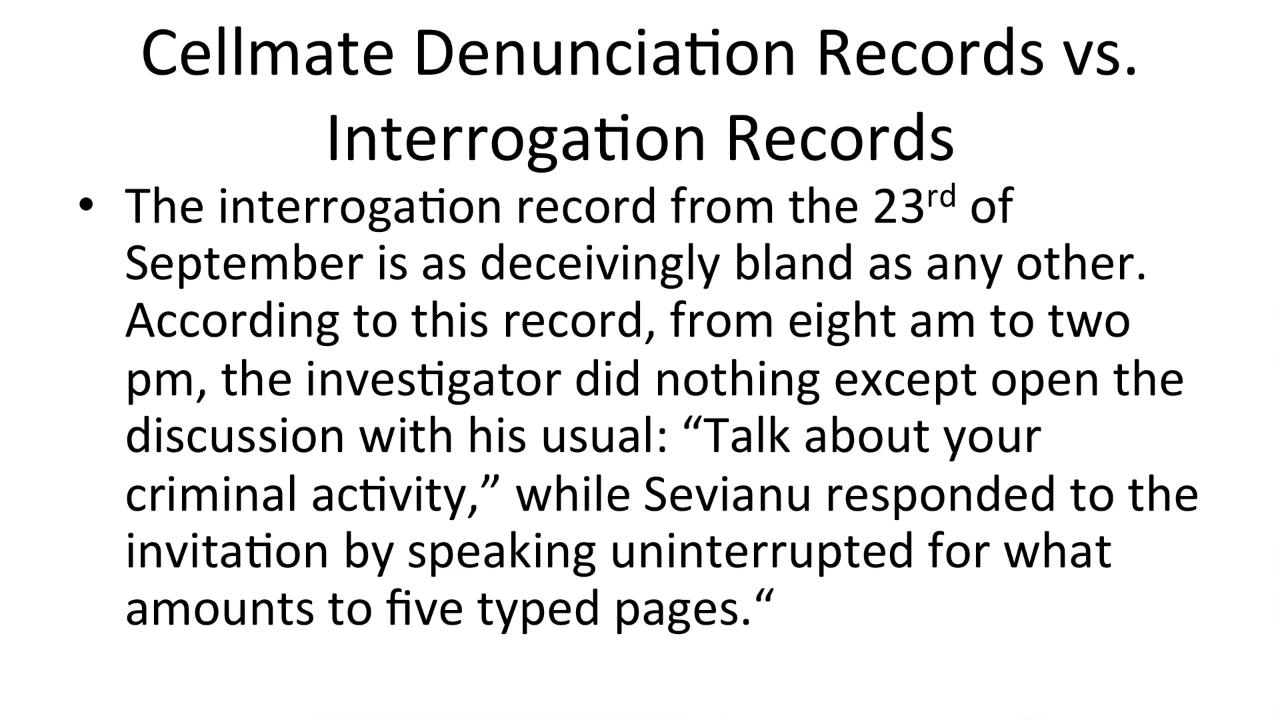 Cellmate Denunciation Records vs.
Interrogation Records
• The interrogation record from the 23rd of
September is as deceivingly bland as any other.
According to this record, from eight am to two
pm, the investigator did nothing except open the
discussion with his usual: “Talk about your
criminal activity,” while Sevianu responded to the
invitation by speaking uninterrupted for what
amounts to five typed pages.“